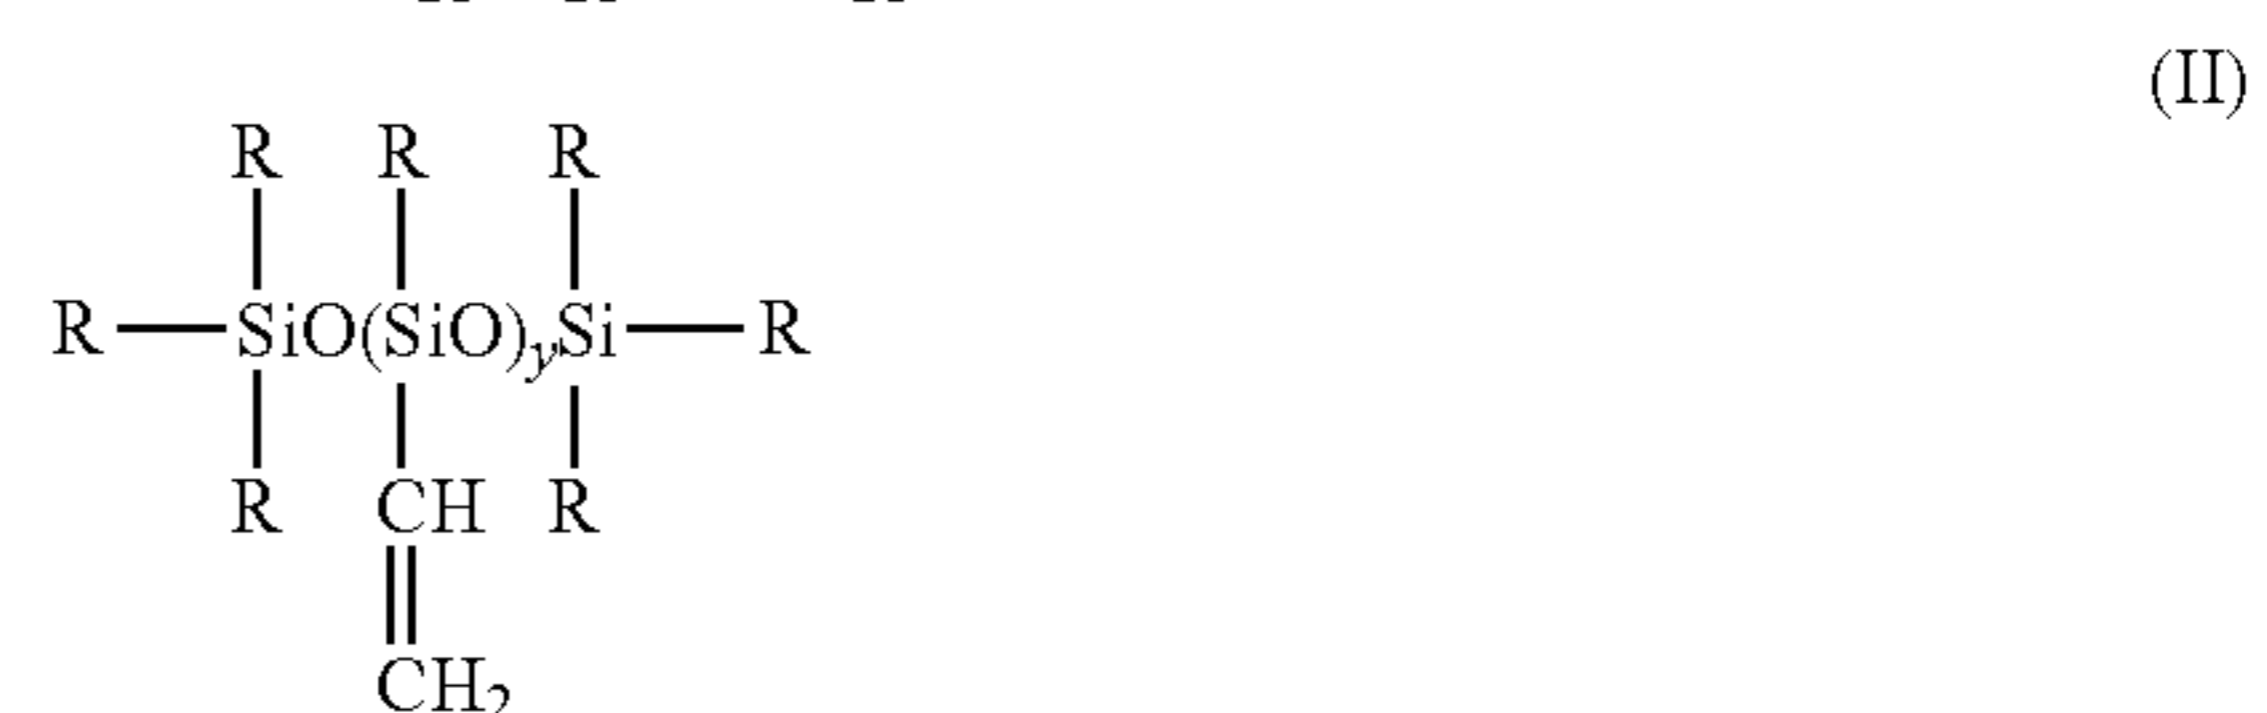 (II)
R R R
R—SiO(SiO)ySi—R
R CH R
CH2